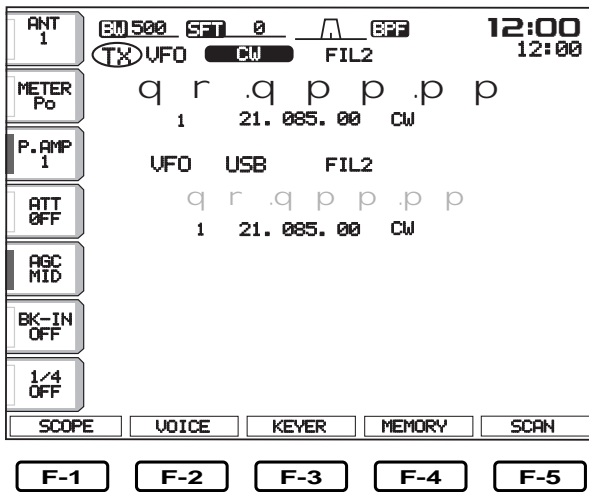 ANT
1
BW 500 SFT 0 BPF 12:00
TX VFO CW FIL2 12:00
METER
Po
q r .q p p .p p
1 21. 085. 00 CW
P.AMP
1
VFO USB FIL2
ATT
OFF
q r .q p p .p p
1 21. 085. 00 CW
AGC
MID
BK-IN
OFF
1/4
OFF
SCOPE VOICE KEYER MEMORY SCAN
F-1 F-2 F-3 F-4 F-5